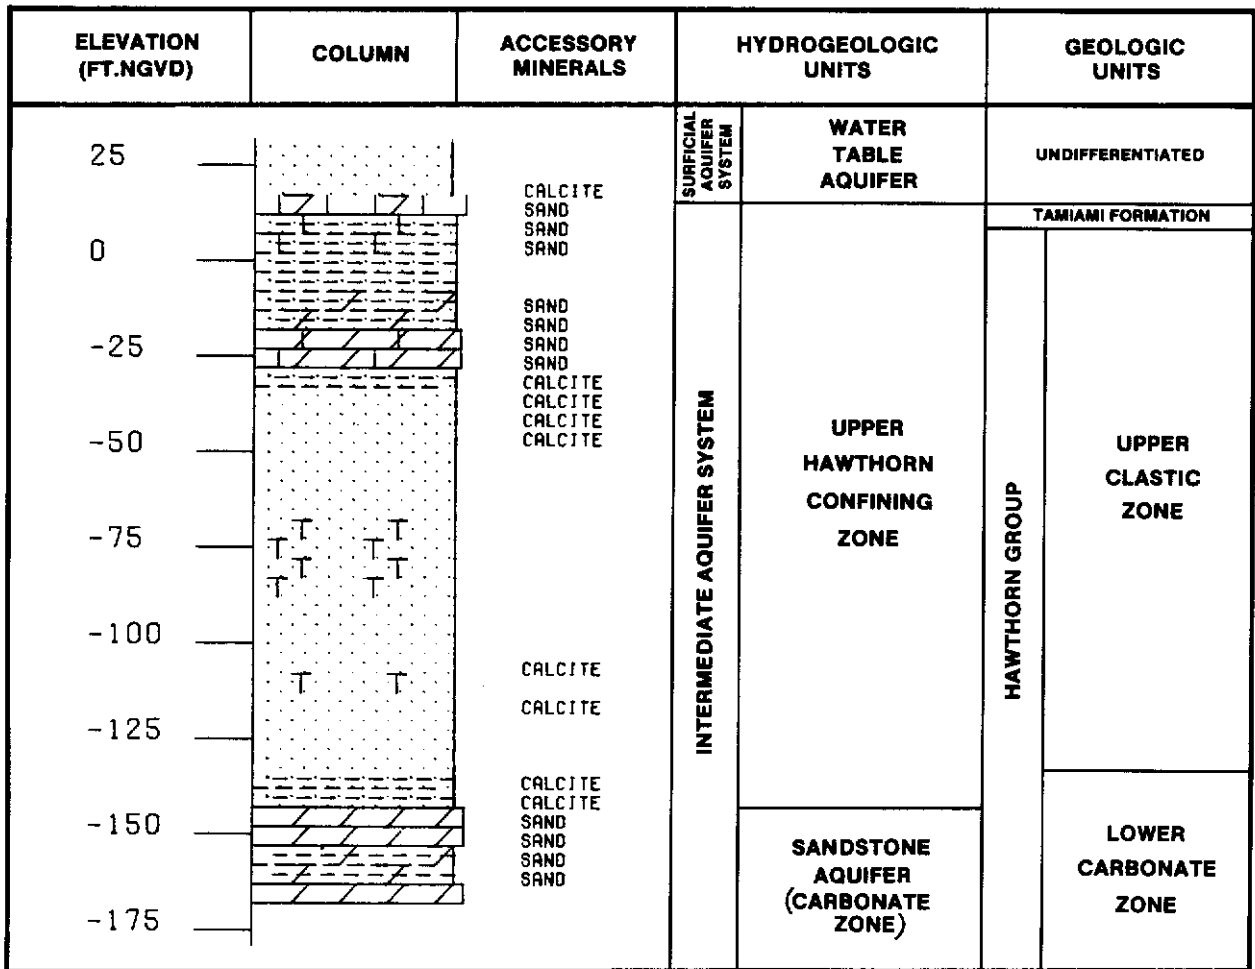 ELEVATION
(FT.NGVD)
COLUMN
ACCESSORY
MINERALS
HYDROGEOLOGIC
UNITS
GEOLOGIC
UNITS
25
0
-25
-50
-75
-100
-125
-150
-175
CALCITE
SAND
SAND
SAND
SAND
SAND
SAND
SAND
CALCITE
CALCITE
CALCITE
CALCITE
CALCITE
CALCITE
CALCITE
CALCITE
SAND
SAND
SAND
SAND
SURFICIAL
AQUIFER
SYSTEM
INTERMEDIATE AQUIFER SYSTEM
WATER
TABLE
AQUIFER
UPPER
HAWTHORN
CONFINING
ZONE
SANDSTONE
AQUIFER
(CARBONATE
ZONE)
UNDIFFERENTIATED
TAMIAMI FORMATION
HAWTHORN GROUP
UPPER
CLASTIC
ZONE
LOWER
CARBONATE
ZONE